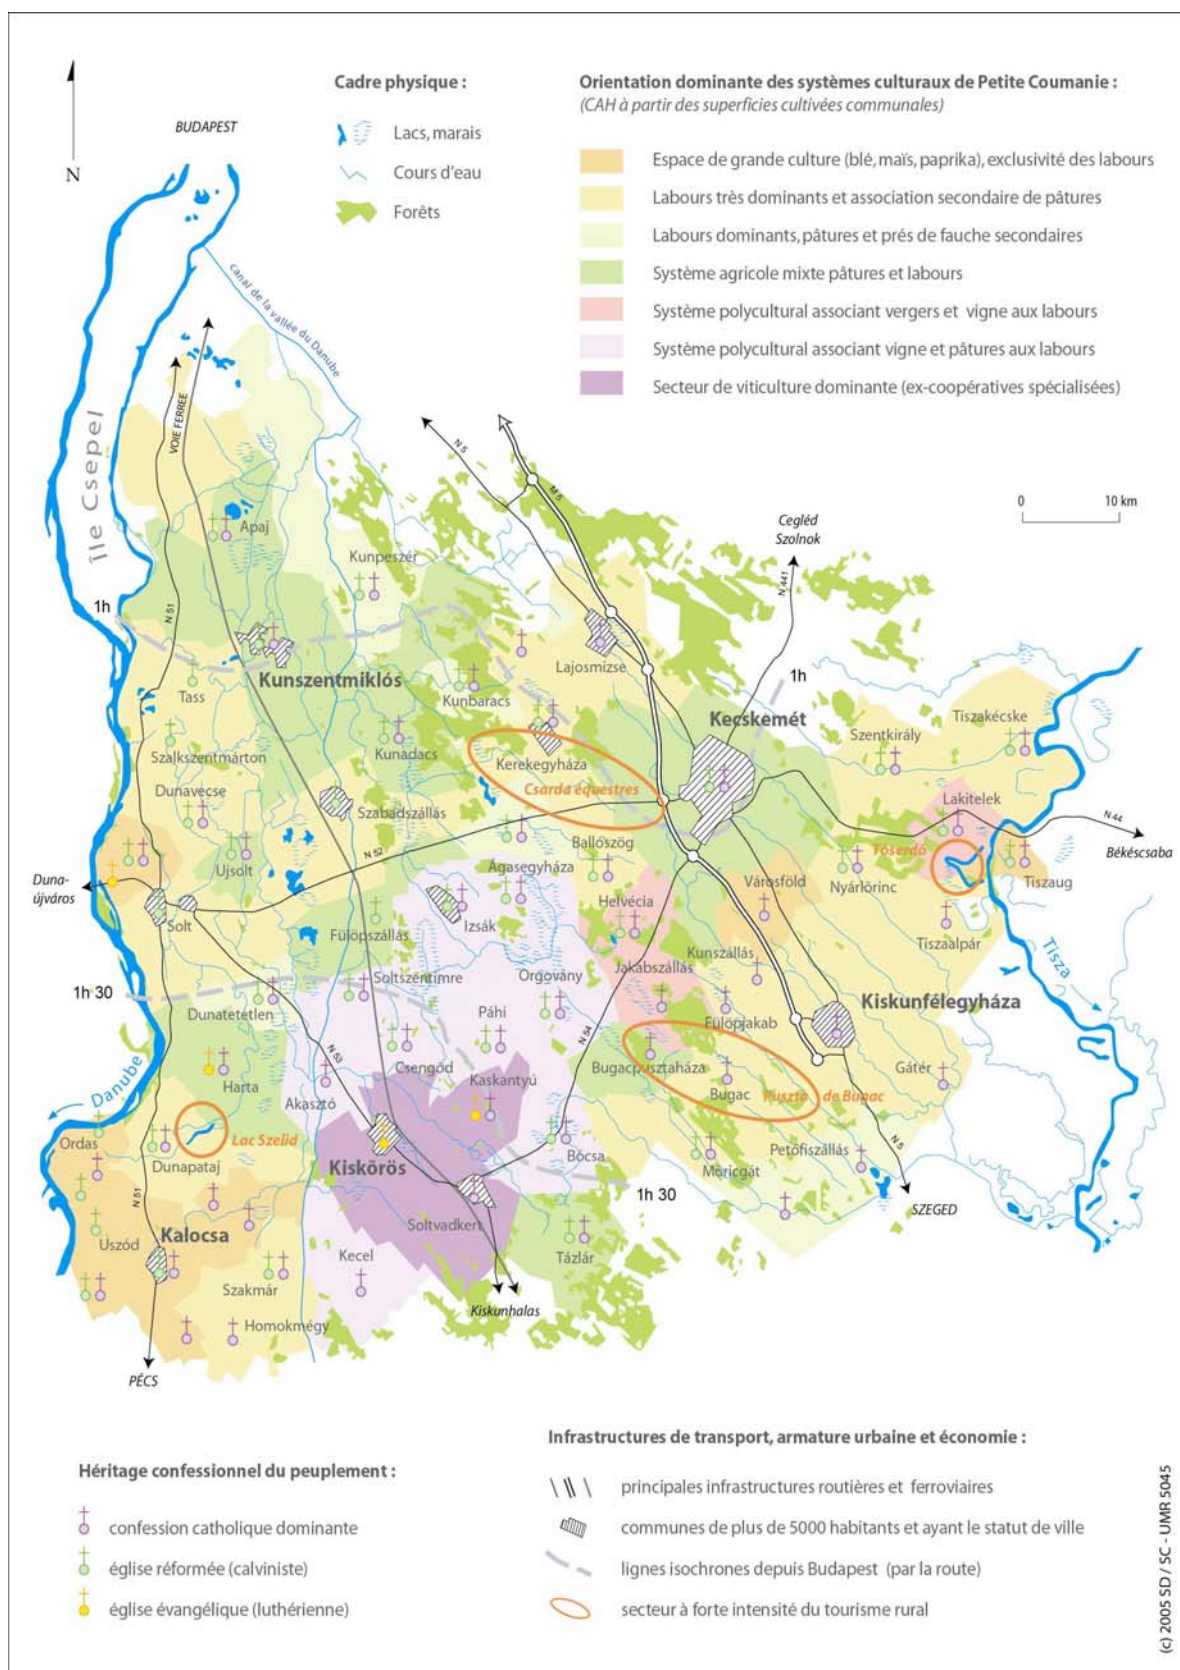 Cadre physique :
Lacs, marais
Cours d'eau
Forêts
Orientation dominante des systèmes culturaux de Petite Coumanie :
(CAH à partir des superficies cultivées communales)
Espace de grande culture (blé, maïs, paprika), exclusivité des labours
Labours très dominants et association secondaire de pâtures
Labours dominants, pâtures et prés de fauche secondaires
Système agricole mixte pâtures et labours
Système polycultural associant vergers et vigne aux labours
Système polycultural associant vigne et pâtures aux labours
Secteur de viticulture dominante (ex-coopératives spécialisées)
N
BUDAPEST
canal de la vallée du Danube
Île Csepel
VOIE FERREE
N 5
M 5
0 10 km
Cegléd
Szolnok
N 441
Apaj
Kunpeszér
1h
N 51
Kunszentmiklós
Lajosmizse
1h
Tass
Kunbaracs
Kecskemét
Tiszakécske
Szentkirály
Szalkszentmárton
Kunadacs
Kerekegyháza
Csarda équestres
Dunavecse
Szabadszállás
Lakitelek
N 44
Békéscsaba
Ballószög
Töserdö
N 52
Duna-
újváros
Ujsolt
Ágasegyháza
Városföld
Nyárlörinc
Tiszaug
Solt
Fülöpszállás
Izsák
Helvécia
Tiszaalpár
Kunszállás
Tisza
Soltszentimre
Orgovány
Jakabszállás
1h 30
Dunatetetlen
Páhi
Fülöpjakab
Kiskunfélegyháza
N 53
N 54
Danube
Harta
Csengöd
Kaskantyú
Bugacpusztaháza
Bugac
Puszta de Bugac
Gátér
Akasztó
Ordas
Lac Szelid
Dunapataj
Kiskörös
Bócsa
Móricgát
Petöfiszállás
N 5
1h 30
SZEGED
N 51
Uszód
Kalocsa
Soltvadkert
Kecel
Tázlár
Szakmár
Kiskunhalas
Homokmégy
PÉCS
Héritage confessionnel du peuplement :
confession catholique dominante
église réformée (calviniste)
église évangélique (luthérienne)
Infrastructures de transport, armature urbaine et économie :
principales infrastructures routières et ferroviaires
communes de plus de 5000 habitants et ayant le statut de ville
lignes isochrones depuis Budapest (par la route)
secteur à forte intensité du tourisme rural
(c) 2005 SD / SC - UMR 5045